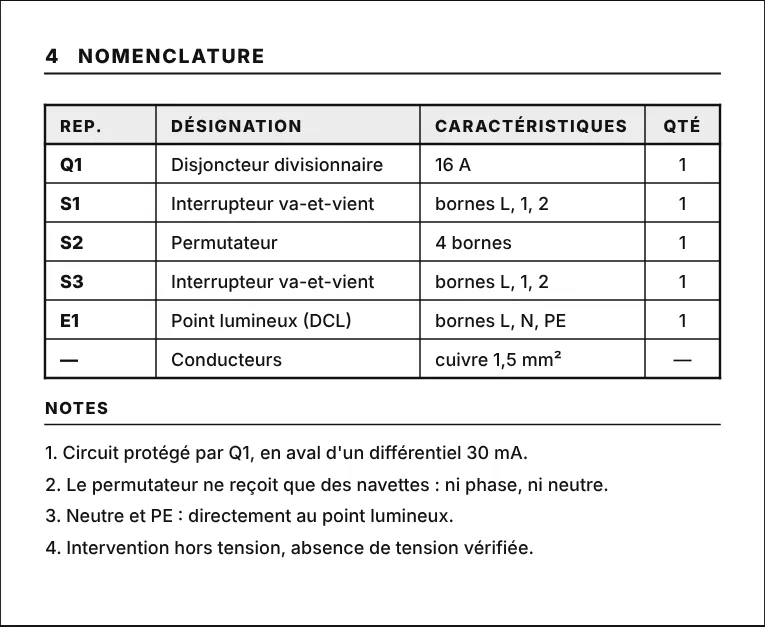 4 NOMENCLATURE
REP. DÉSIGNATION CARACTÉRISTIQUES QTÉ
Q1 Disjoncteur divisionnaire 16 A 1
S1 Interrupteur va-et-vient bornes L, 1, 2 1
S2 Permutateur 4 bornes 1
S3 Interrupteur va-et-vient bornes L, 1, 2 1
E1 Point lumineux (DCL) bornes L, N, PE 1
— Conducteurs cuivre 1,5 mm² —
NOTES
1. Circuit protégé par Q1, en aval d'un différentiel 30 mA.
2. Le permutateur ne reçoit que des navettes : ni phase, ni neutre.
3. Neutre et PE : directement au point lumineux.
4. Intervention hors tension, absence de tension vérifiée.